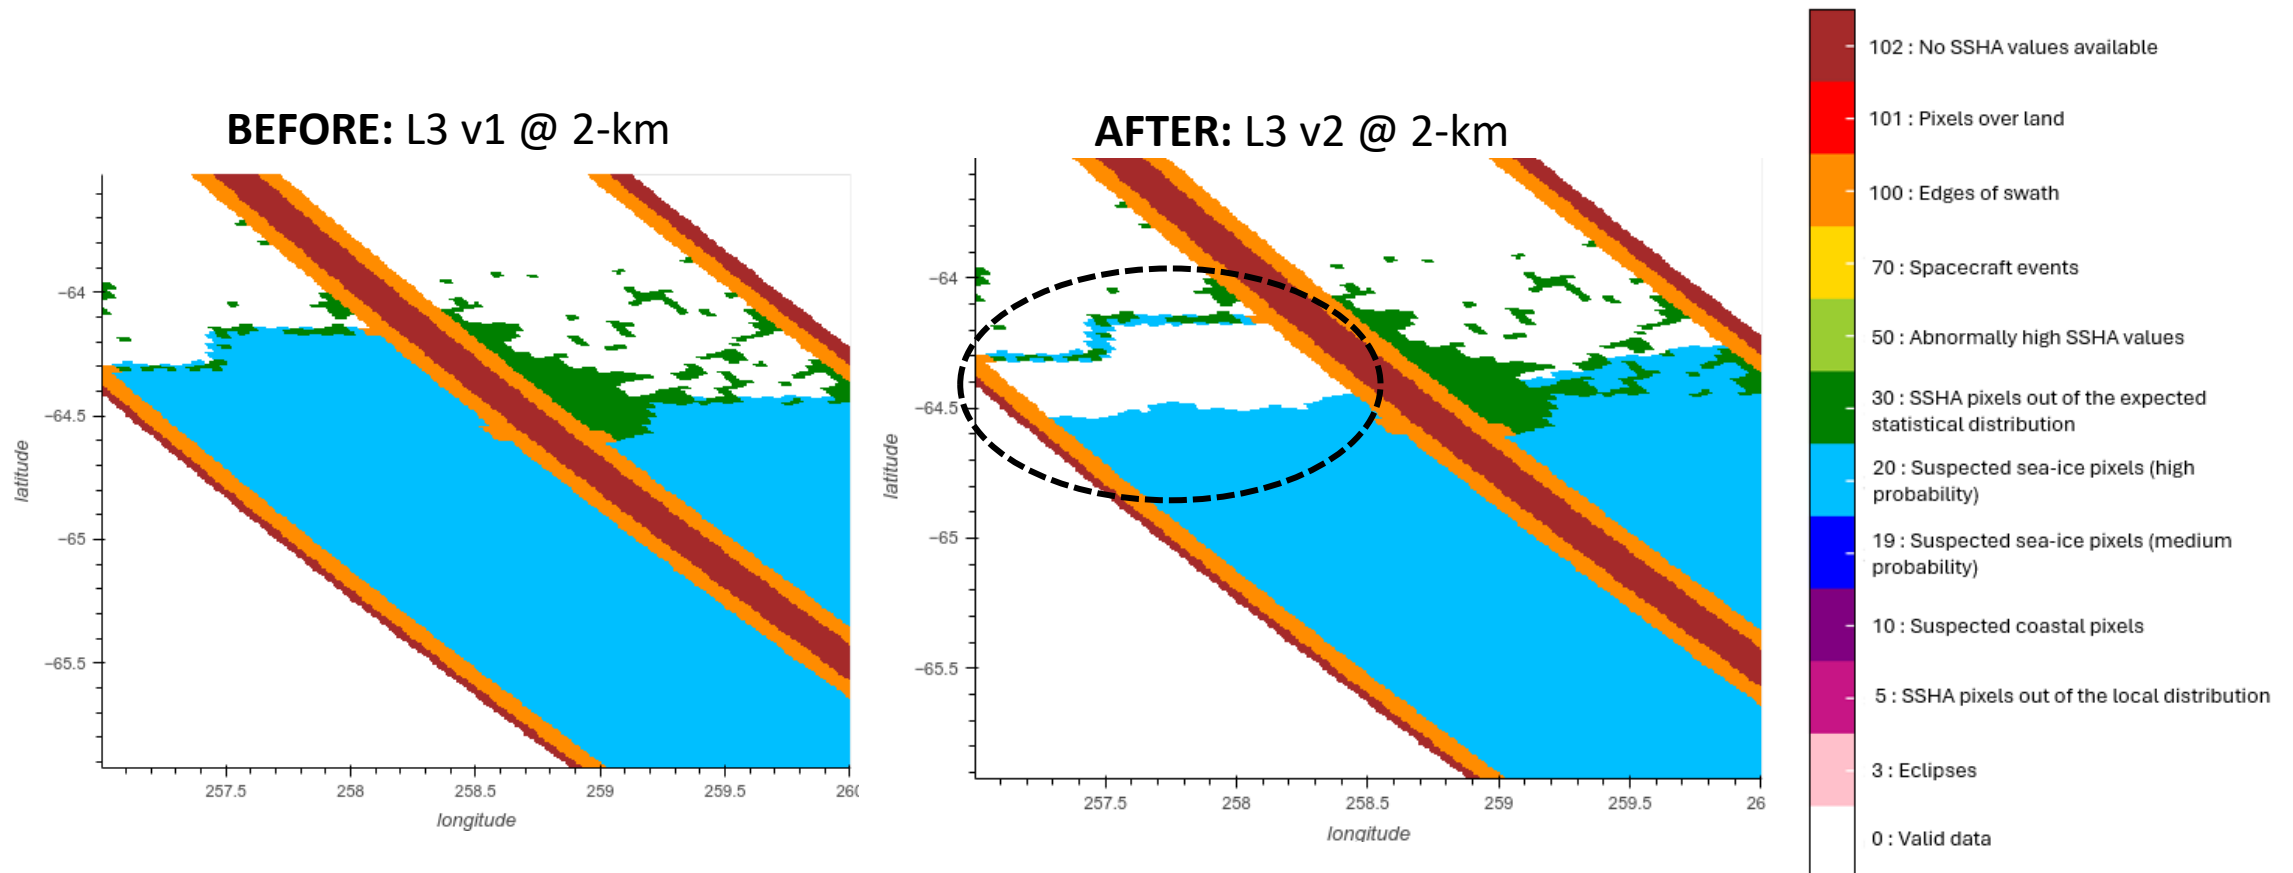 BEFORE: L3 v1 @ 2-km
−64
−64.5
−65
−65.5
latitude
257.5 258 258.5 259 259.5 260
longitude
AFTER: L3 v2 @ 2-km
−64
−64.5
−65
−65.5
latitude
257.5 258 258.5 259 259.5 26
longitude
102 : No SSHA values available
101 : Pixels over land
100 : Edges of swath
70 : Spacecraft events
50 : Abnormally high SSHA values
30 : SSHA pixels out of the expected
statistical distribution
20 : Suspected sea-ice pixels (high
probability)
19 : Suspected sea-ice pixels (medium
probability)
10 : Suspected coastal pixels
5 : SSHA pixels out of the local distribution
3 : Eclipses
0 : Valid data